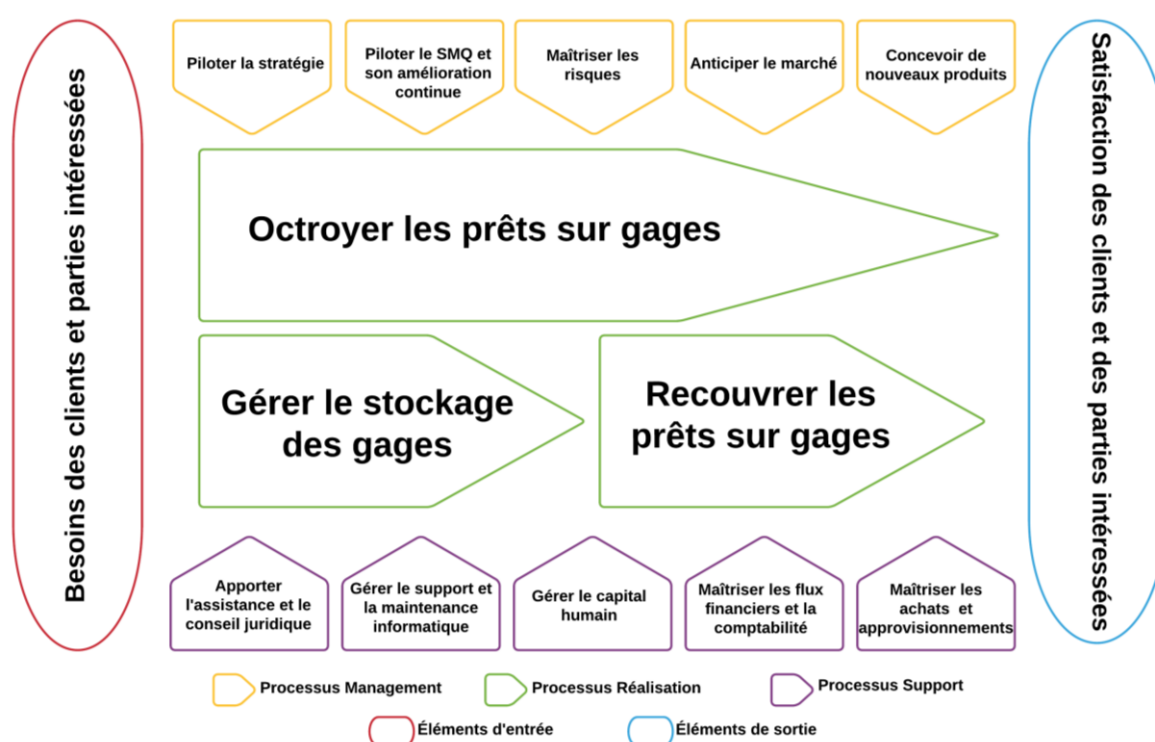 Besoins des clients et parties intéressées
Piloter la stratégie
Piloter le SMQ et
son amélioration
continue
Maîtriser les
risques
Anticiper le marché
Concevoir de
nouveaux produits
Octroyer les prêts sur gages
Gérer le stockage
des gages
Recouvrer les
prêts sur gages
Apporter
l'assistance et le
conseil juridique
Gérer le support et
la maintenance
informatique
Gérer le capital
humain
Maîtriser les flux
financiers et la
comptabilité
Maîtriser les
achats et
approvisionnements
Satisfaction des clients et des parties intéressées
Processus Management
Processus Réalisation
Processus Support
Éléments d'entrée
Éléments de sortie